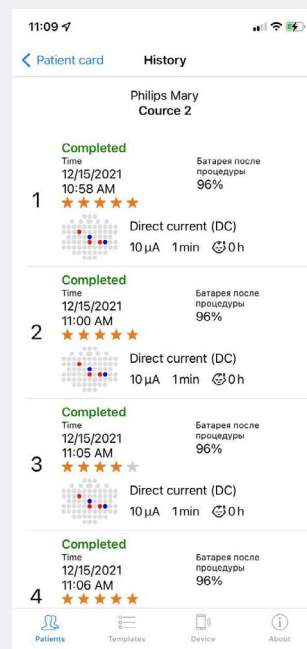 11:09
Patient card
History
Philips Mary
Cource 2
Completed
Time
12/15/2021
10:58 AM
Батарея после
процедуры
96%
1
Direct current (DC)
10 µA 1 min 0 h
Completed
Time
12/15/2021
11:00 AM
Батарея после
процедуры
96%
2
Direct current (DC)
10 µA 1 min 0 h
Completed
Time
12/15/2021
11:05 AM
Батарея после
процедуры
96%
3
Direct current (DC)
10 µA 1 min 0 h
Completed
Time
12/15/2021
11:06 AM
Батарея после
процедуры
96%
4
Patients
Templates
Device
About